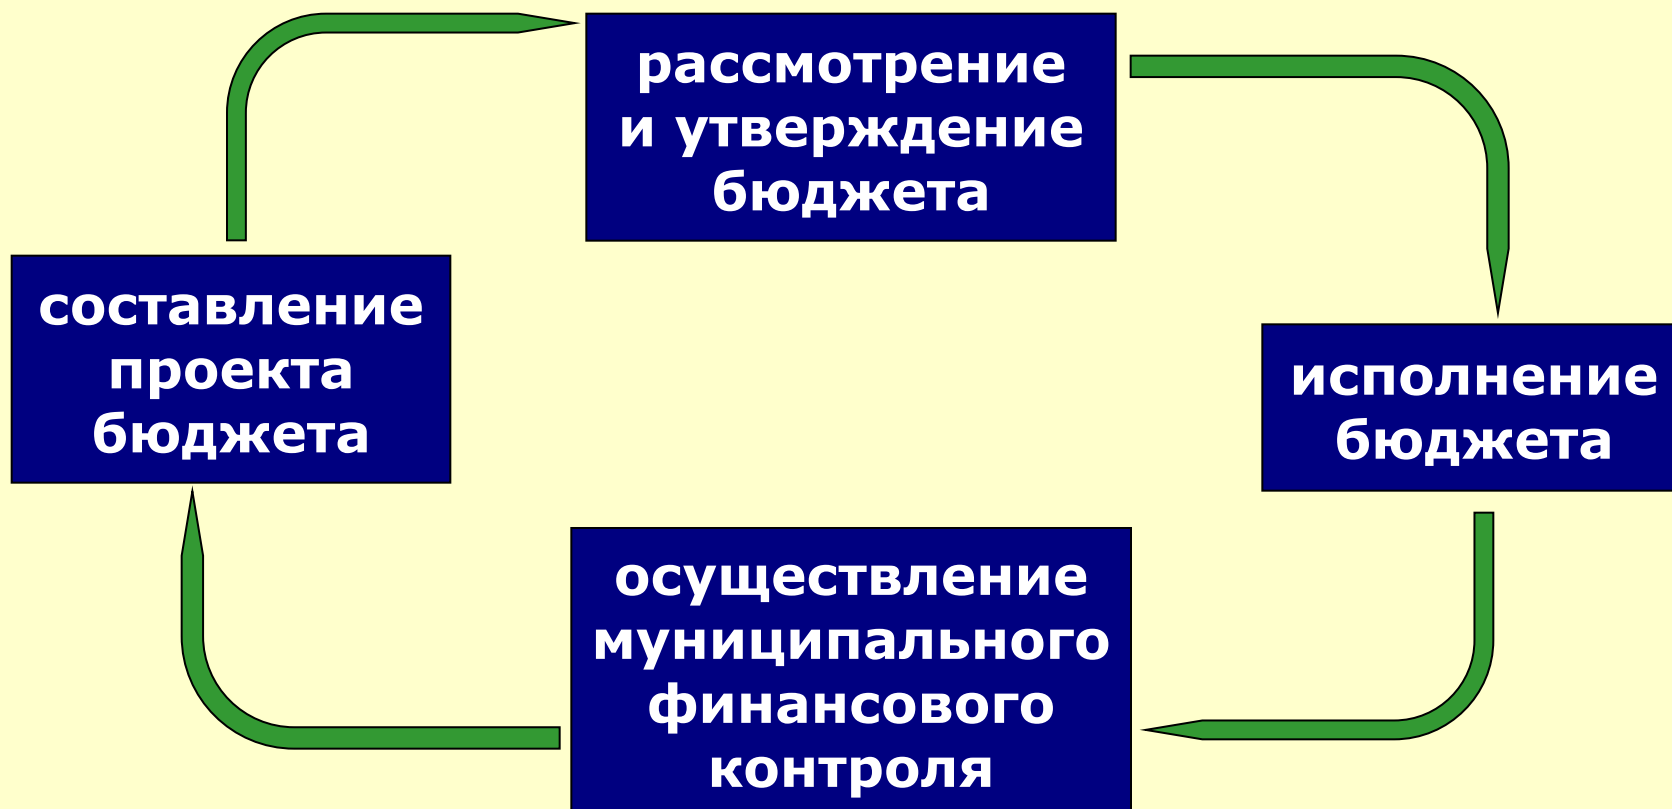 рассмотрение
и утверждение
бюджета
составление
проекта
бюджета
исполнение
бюджета
осуществление
муниципального
финансового
контроля